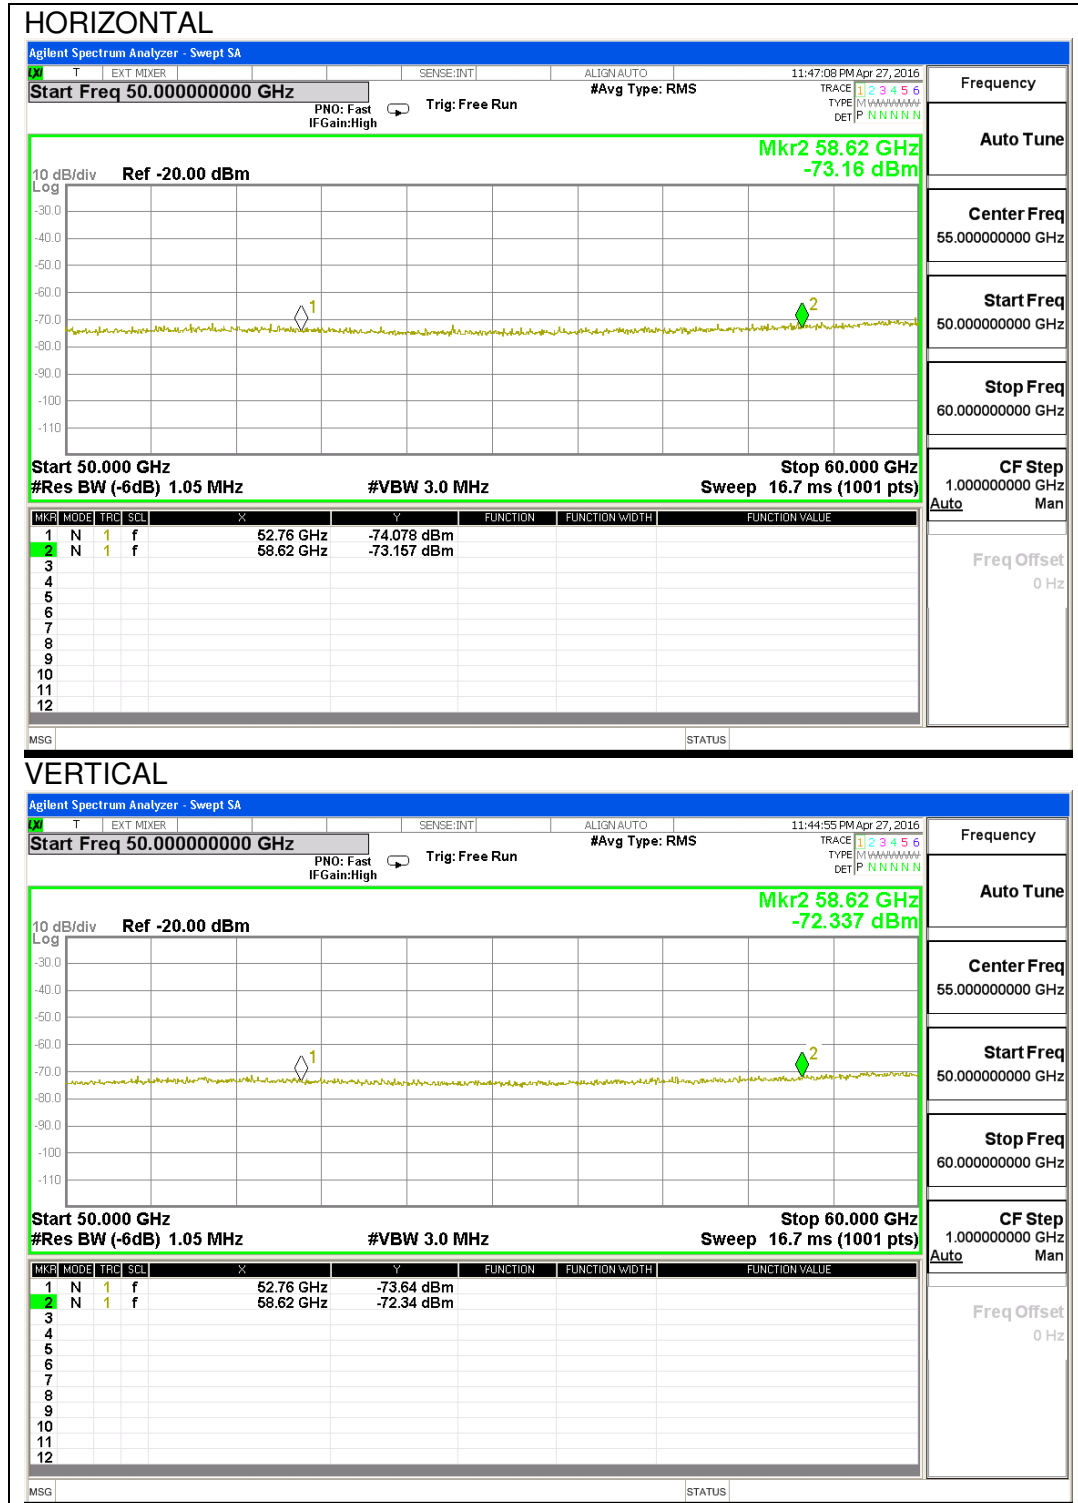 HORIZONTAL
Agilent Spectrum Analyzer - Swept SA
LXI T EXT MIXER SENSE:INT ALIGN AUTO 11:47:08 PM Apr 27, 2016
Start Freq 50.000000000 GHz #Avg Type: RMS TRACE 1 2 3 4 5 6
PNO: Fast Trig: Free Run TYPE M WWWWW
IFGain:High DET P N N N N N
Mkr2 58.62 GHz
-73.16 dBm
10 dB/div Ref -20.00 dBm
Log
-30.0
-40.0
-50.0
-60.0
-70.0
-80.0
-90.0
-100
-110
1
2
Start 50.000 GHz Stop 60.000 GHz
#Res BW (-6dB) 1.05 MHz #VBW 3.0 MHz Sweep 16.7 ms (1001 pts)
MKR MODE TRC SCL X Y FUNCTION FUNCTION WIDTH FUNCTION VALUE
1 N 1 f 52.76 GHz -74.078 dBm
2 N 1 f 58.62 GHz -73.157 dBm
3
4
5
6
7
8
9
10
11
12
MSG STATUS
Frequency
Auto Tune
Center Freq
55.000000000 GHz
Start Freq
50.000000000 GHz
Stop Freq
60.000000000 GHz
CF Step
1.000000000 GHz
Auto Man
Freq Offset
0 Hz
VERTICAL
Agilent Spectrum Analyzer - Swept SA
LXI T EXT MIXER SENSE:INT ALIGN AUTO 11:44:55 PM Apr 27, 2016
Start Freq 50.000000000 GHz #Avg Type: RMS TRACE 1 2 3 4 5 6
PNO: Fast Trig: Free Run TYPE M WWWWW
IFGain:High DET P N N N N N
Mkr2 58.62 GHz
-72.337 dBm
10 dB/div Ref -20.00 dBm
Log
-30.0
-40.0
-50.0
-60.0
-70.0
-80.0
-90.0
-100
-110
1
2
Start 50.000 GHz Stop 60.000 GHz
#Res BW (-6dB) 1.05 MHz #VBW 3.0 MHz Sweep 16.7 ms (1001 pts)
MKR MODE TRC SCL X Y FUNCTION FUNCTION WIDTH FUNCTION VALUE
1 N 1 f 52.76 GHz -73.64 dBm
2 N 1 f 58.62 GHz -72.34 dBm
3
4
5
6
7
8
9
10
11
12
MSG STATUS
Frequency
Auto Tune
Center Freq
55.000000000 GHz
Start Freq
50.000000000 GHz
Stop Freq
60.000000000 GHz
CF Step
1.000000000 GHz
Auto Man
Freq Offset
0 Hz